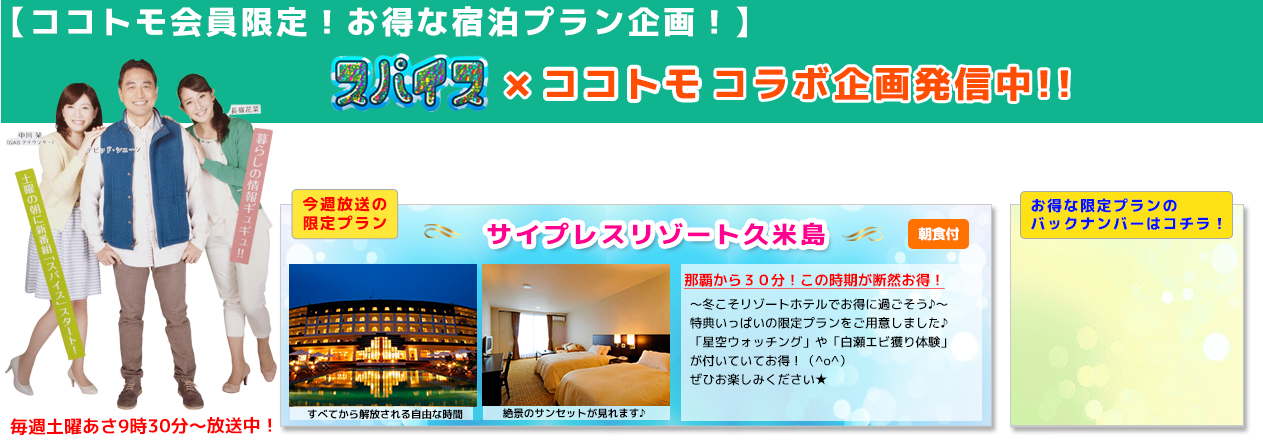 【ココトモ会員限定！お得な宿泊プラン企画！】
スパイス × ココトモ コラボ企画発信中!!
長嶺花菜
中川 栞
(OABアナウンサー)
デビッド・シェーン
暮らしの情報ギュギュ!!
土曜の朝に新番組「スパイス」スタート！
毎週土曜あさ9時30分～放送中！
今週放送の
限定プラン
サイプレスリゾート久米島
朝食付
すべてから解放される自由な時間
絶景のサンセットが見れます♪
那覇から３０分！この時期が断然お得！
～冬こそリゾートホテルでお得に過ごそう♪～
特典いっぱいの限定プランをご用意しました♪
「星空ウォッチング」や「白瀬エビ獲り体験」
が付いていてお得！（^o^）
ぜひお楽しみください★
お得な限定プランの
バックナンバーはコチラ！